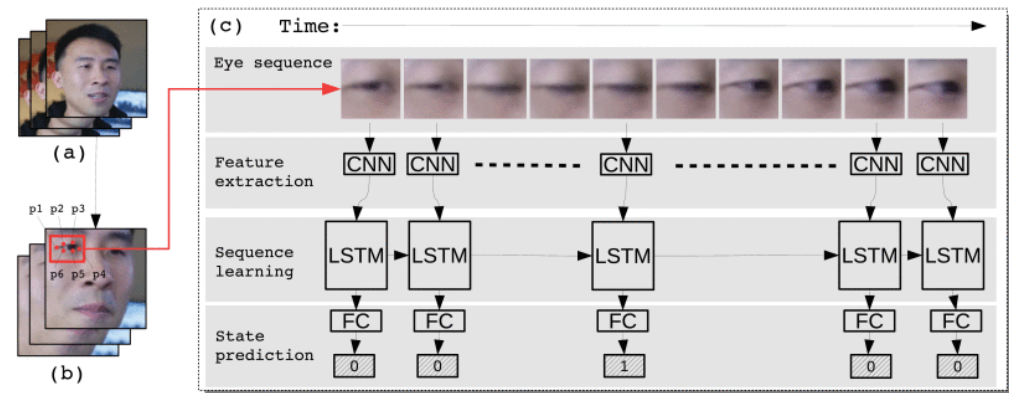 (c) Time:
Eye sequence
(a)
Feature
extraction
CNN CNN CNN CNN CNN
p1 p2 p3
p6 p5 p4
Sequence
learning
LSTM LSTM LSTM LSTM LSTM
FC FC FC FC FC
State
prediction
0 0 1 0 0
(b)